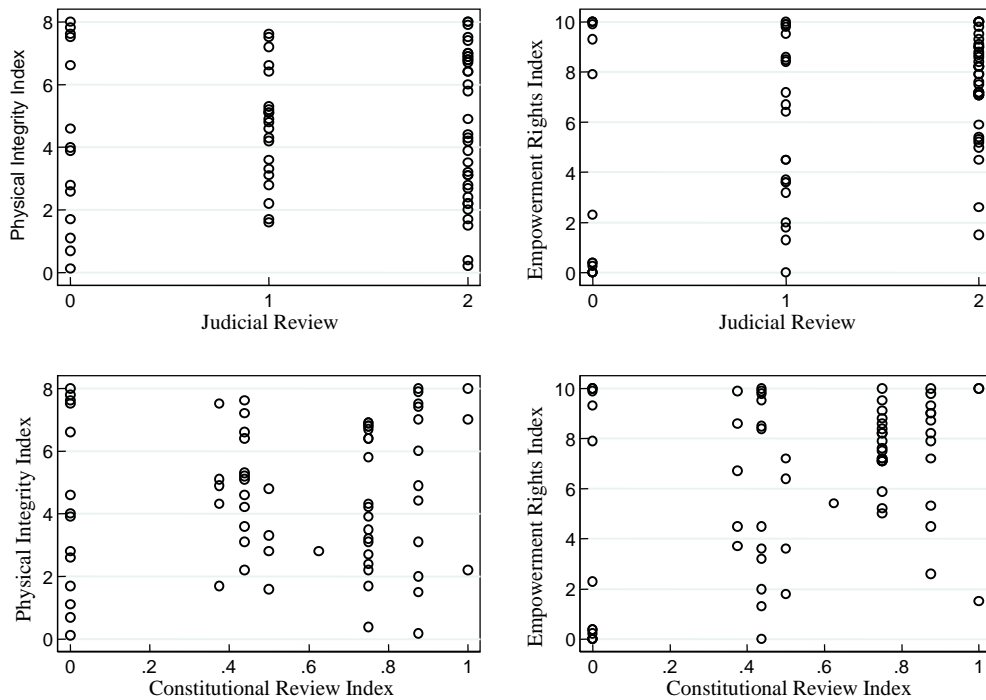 Physical Integrity Index
8
6
4
2
0
0 1 2
Judicial Review
Empowerment Rights Index
10
8
6
4
2
0
0 1 2
Judicial Review
Physical Integrity Index
8
6
4
2
0
0 .2 .4 .6 .8 1
Constitutional Review Index
Empowerment Rights Index
10
8
6
4
2
0
0 .2 .4 .6 .8 1
Constitutional Review Index